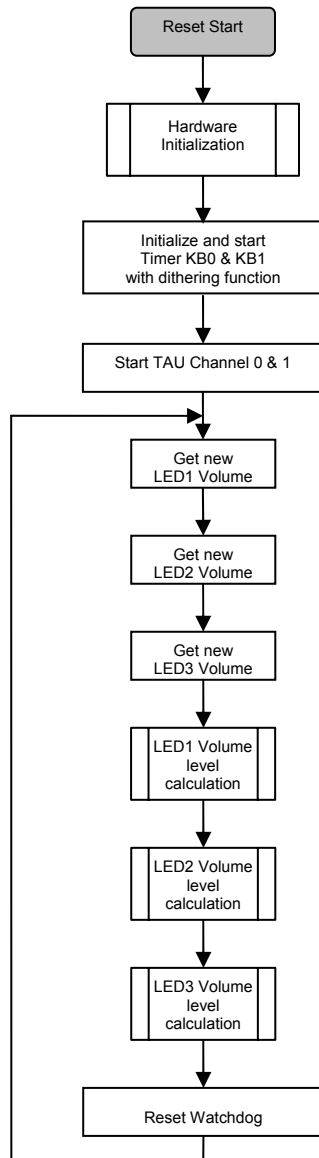 Reset Start
Hardware
Initialization
Initialize and start
Timer KB0 & KB1
with dithering function
Start TAU Channel 0 & 1
Get new
LED1 Volume
Get new
LED2 Volume
Get new
LED3 Volume
LED1 Volume
level
calculation
LED2 Volume
level
calculation
LED3 Volume
level
calculation
Reset Watchdog